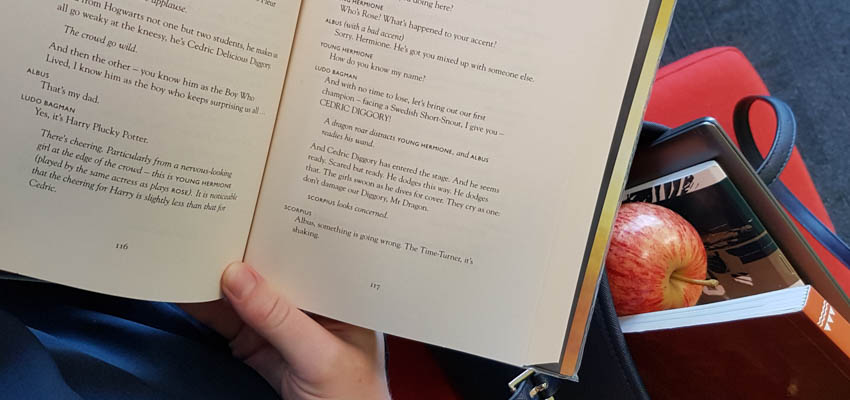 applause.
from Hogwarts not one but two students, he makes us
all go weaky at the kneesy, he's Cedric Delicious Diggory.
The crowd go wild.
And then the other – you know him as the Boy Who
Lived, I know him as the boy who keeps surprising us all ...
ALBUS
That's my dad.
LUDO BAGMAN
Yes, it's Harry Plucky Potter.
There's cheering. Particularly from a nervous-looking
girl at the edge of the crowd – this is YOUNG HERMIONE
(played by the same actress as plays ROSE). It is noticeable
that the cheering for Harry is slightly less than that for
Cedric.
116
doing here?
HERMIONE
Who's Rose? What's happened to your accent?
ALBUS (with a bad accent)
Sorry, Hermione. He's got you mixed up with someone else.
YOUNG HERMIONE
How do you know my name?
LUDO BAGMAN
And with no time to lose, let's bring out our first
champion – facing a Swedish Short-Snout, I give you –
CEDRIC DIGGORY!
A dragon roar distracts YOUNG HERMIONE, and ALBUS
readies his wand.
And Cedric Diggory has entered the stage. And he seems
ready. Scared but ready. He dodges this way. He dodges
that. The girls swoon as he dives for cover. They cry as one:
don't damage our Diggory, Mr Dragon.
SCORPIUS looks concerned.
SCORPIUS
Albus, something is going wrong. The Time-Turner, it's
shaking.
117